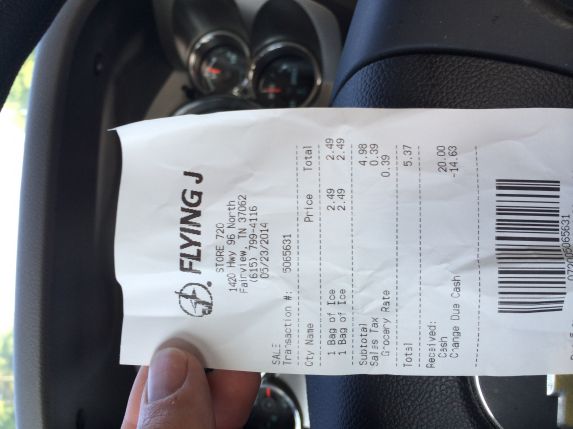 FLYING J
STORE 720
1420 Hwy 96 North
Fairview, TN 37062
(615) 799-4116
05/23/2014
SALE
Transaction #: 5065631
Qty Name Price Total
1 Bag of Ice 2.49 2.49
1 Bag of Ice 2.49 2.49
Subtotal 4.98
Sales Tax 0.39
Grocery Rate 0.39
Total 5.37
Received:
Cash 20.00
Change Due Cash -14.63